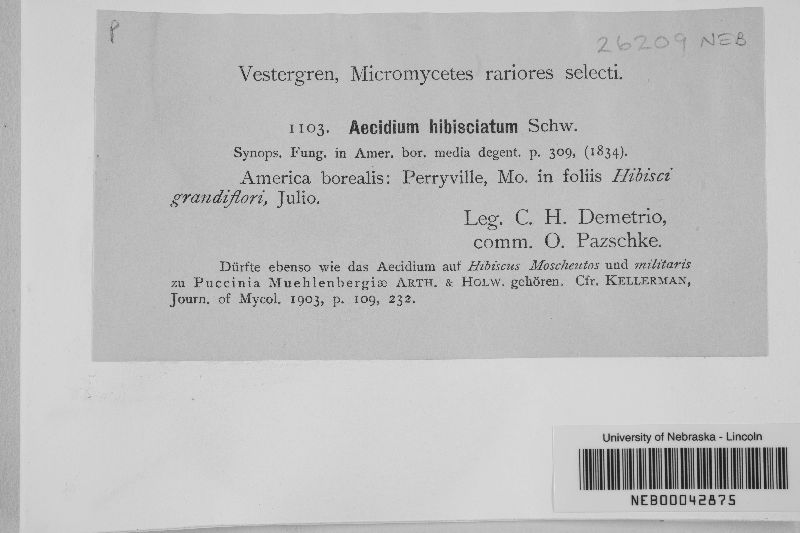 P
26209 NEB
Vestergren, Micromycetes rariores selecti.
1103. Aecidium hibisciatum Schw.
Synops. Fung. in Amer. bor. media degent. p. 309, (1834).
America borealis: Perryville, Mo. in foliis Hibisci
grandiflori, Julio.
Leg. C. H. Demetrio,
comm. O. Pazschke.
Dürfte ebenso wie das Aecidium auf Hibiscus Moscheutos und militaris
zu Puccinia Muehlenbergiæ ARTH. & HOLW. gehören. Cfr. KELLERMAN,
Journ. of Mycol. 1903, p. 109, 232.
University of Nebraska - Lincoln
NEB00042875